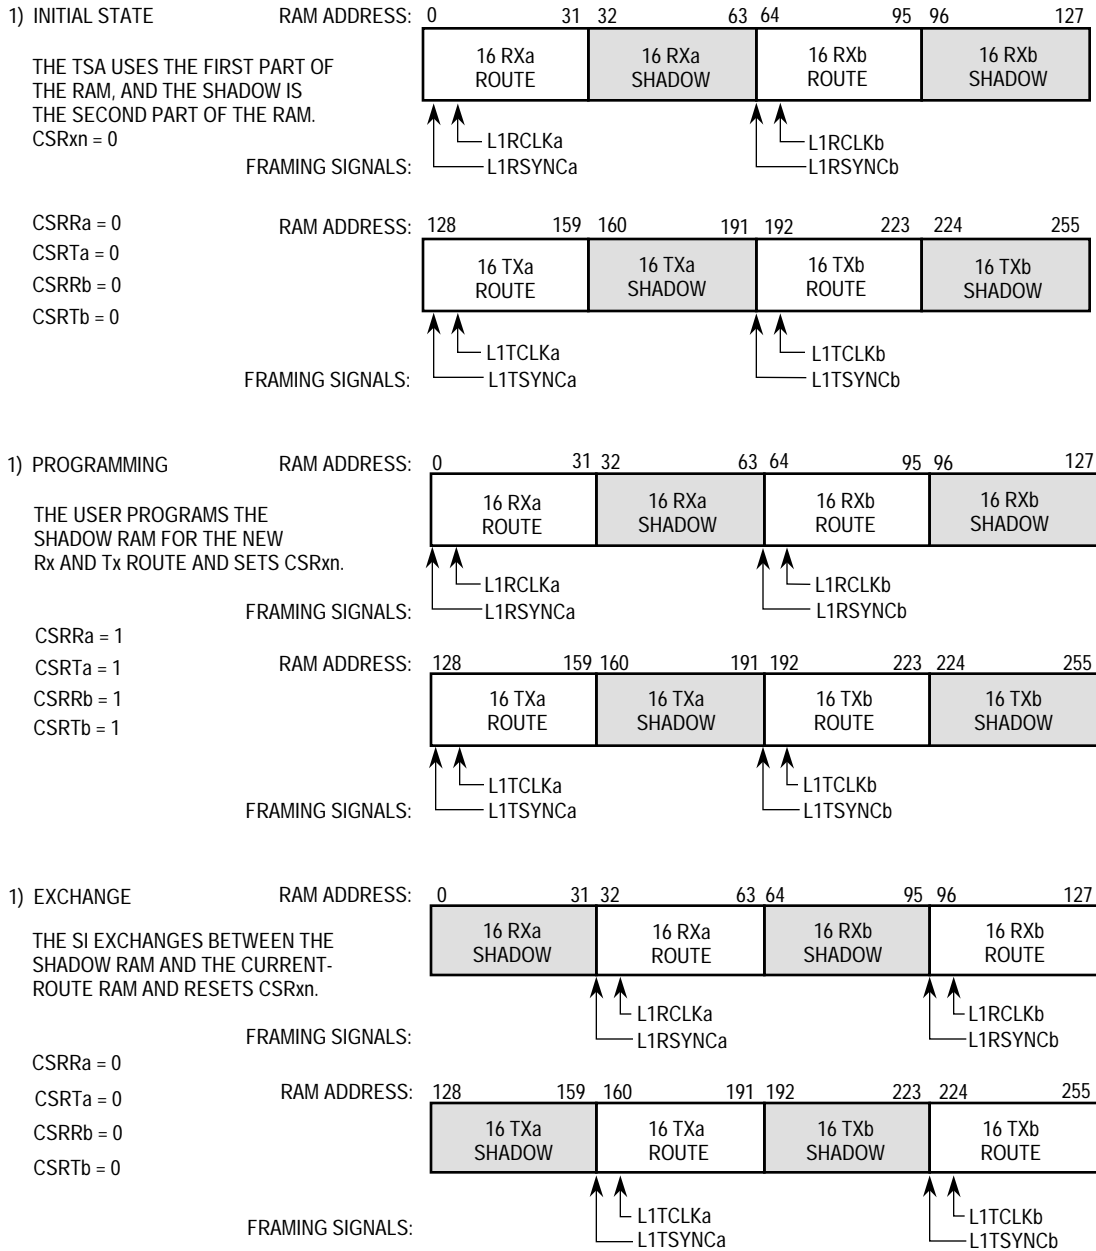 1) INITIAL STATE
RAM ADDRESS: 0 31 32 63 64 95 96 127
THE TSA USES THE FIRST PART OF
THE RAM, AND THE SHADOW IS
THE SECOND PART OF THE RAM.
CSRxn = 0
16 RXa
ROUTE
16 RXa
SHADOW
16 RXb
ROUTE
16 RXb
SHADOW
L1RCLKa
L1RCLKb
FRAMING SIGNALS: L1RSYNCa L1RSYNCb
CSRRa = 0
CSRTa = 0
CSRRb = 0
CSRTb = 0
RAM ADDRESS: 128 159 160 191 192 223 224 255
16 TXa
ROUTE
16 TXa
SHADOW
16 TXb
ROUTE
16 TXb
SHADOW
L1TCLKa
L1TCLKb
FRAMING SIGNALS: L1TSYNCa L1TSYNCb
1) PROGRAMMING
RAM ADDRESS: 0 31 32 63 64 95 96 127
THE USER PROGRAMS THE
SHADOW RAM FOR THE NEW
Rx AND Tx ROUTE AND SETS CSRxn.
16 RXa
ROUTE
16 RXa
SHADOW
16 RXb
ROUTE
16 RXb
SHADOW
L1RCLKa
L1RCLKb
FRAMING SIGNALS: L1RSYNCa L1RSYNCb
CSRRa = 1
CSRTa = 1
CSRRb = 1
CSRTb = 1
RAM ADDRESS: 128 159 160 191 192 223 224 255
16 TXa
ROUTE
16 TXa
SHADOW
16 TXb
ROUTE
16 TXb
SHADOW
L1TCLKa
L1TCLKb
FRAMING SIGNALS: L1TSYNCa L1TSYNCb
1) EXCHANGE
RAM ADDRESS: 0 31 32 63 64 95 96 127
THE SI EXCHANGES BETWEEN THE
SHADOW RAM AND THE CURRENT-
ROUTE RAM AND RESETS CSRxn.
16 RXa
SHADOW
16 RXa
ROUTE
16 RXb
SHADOW
16 RXb
ROUTE
L1RCLKa
L1RCLKb
FRAMING SIGNALS: L1RSYNCa L1RSYNCb
CSRRa = 0
CSRTa = 0
CSRRb = 0
CSRTb = 0
RAM ADDRESS: 128 159 160 191 192 223 224 255
16 TXa
SHADOW
16 TXa
ROUTE
16 TXb
SHADOW
16 TXb
ROUTE
L1TCLKa
L1TCLKb
FRAMING SIGNALS: L1TSYNCa L1TSYNCb